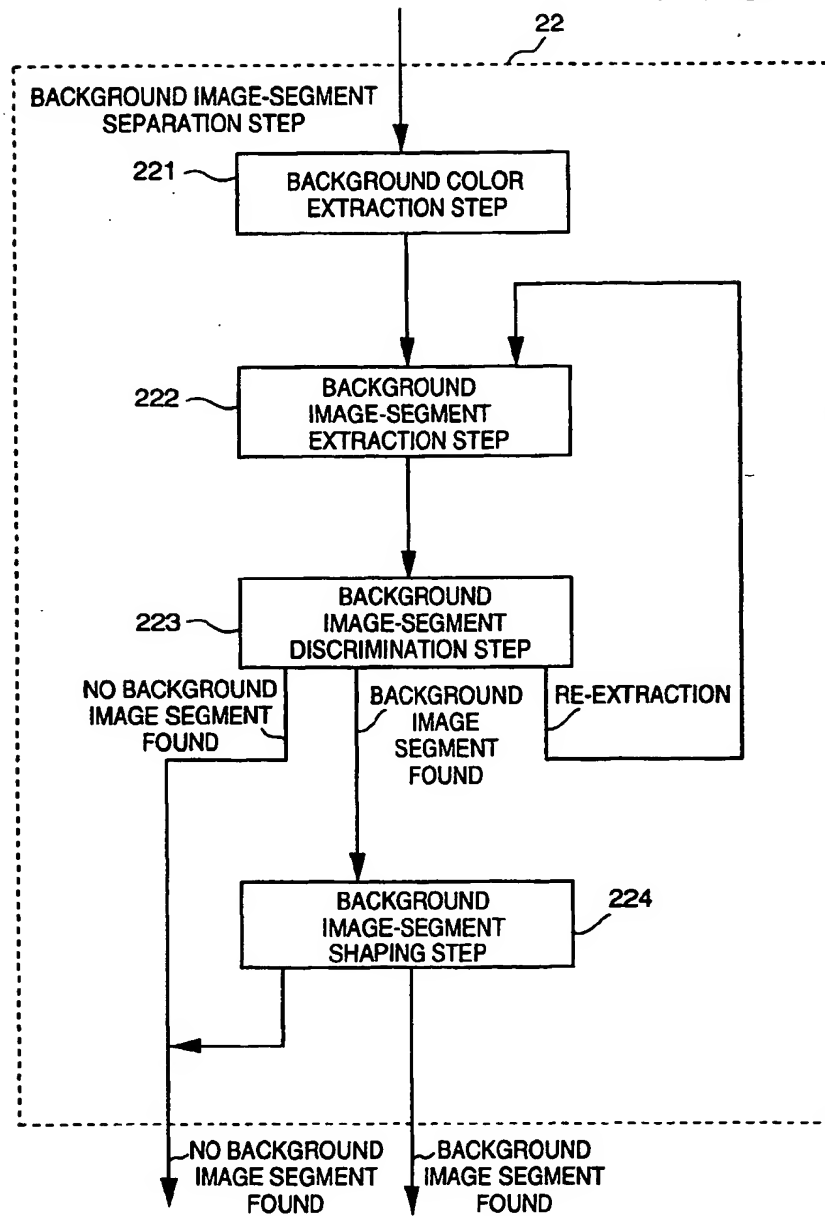 22
BACKGROUND IMAGE-SEGMENT
SEPARATION STEP
221
BACKGROUND COLOR
EXTRACTION STEP
222
BACKGROUND
IMAGE-SEGMENT
EXTRACTION STEP
223
BACKGROUND
IMAGE-SEGMENT
DISCRIMINATION STEP
NO BACKGROUND
IMAGE SEGMENT
FOUND
BACKGROUND
IMAGE
SEGMENT
FOUND
RE-EXTRACTION
BACKGROUND
IMAGE-SEGMENT
SHAPING STEP
224
NO BACKGROUND
IMAGE SEGMENT
FOUND
BACKGROUND
IMAGE SEGMENT
FOUND